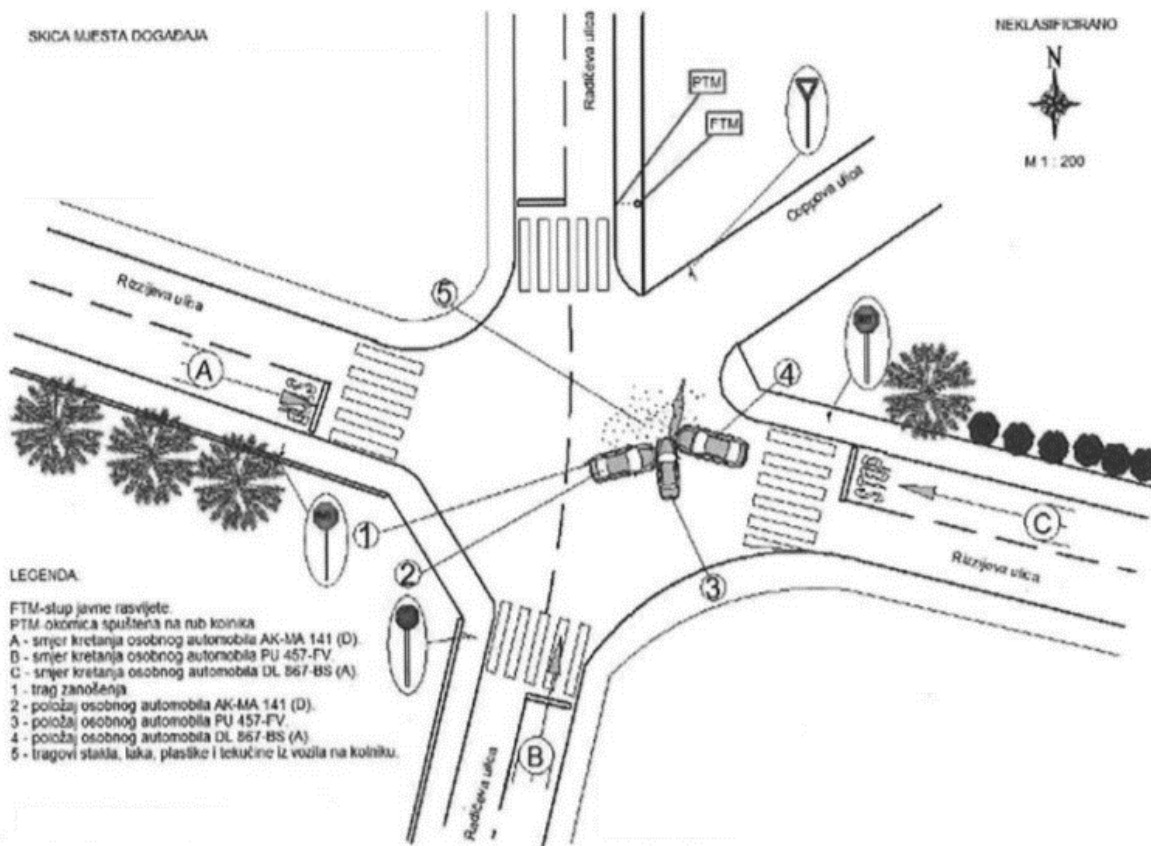 SKICA MJESTA DOGAĐAJA
NEKLASIFICIRANO
N
M 1 : 200
Radićeva ulica
PTM
FTM
Coppova ulica
Rizzijeva ulica
5
A
4
STOP
STOP
C
Rizzijeva ulica
1
2
3
B
Radićeva ulica
LEGENDA:
FTM-stup javne rasvijete.
PTM-okomica spuštena na rub kolnika
A - smjer kretanja osobnog automobila AK-MA 141 (D).
B - smjer kretanja osobnog automobila PU 457-FV.
C - smjer kretanja osobnog automobila DL 867-BS (A).
1 - trag zanošenja
2 - položaj osobnog automobila AK-MA 141 (D).
3 - položaj osobnog automobila PU 457-FV.
4 - položaj osobnog automobila DL 867-BS (A)
5 - tragovi stakla, laka, plastike i tekućine iz vozila na kolniku.